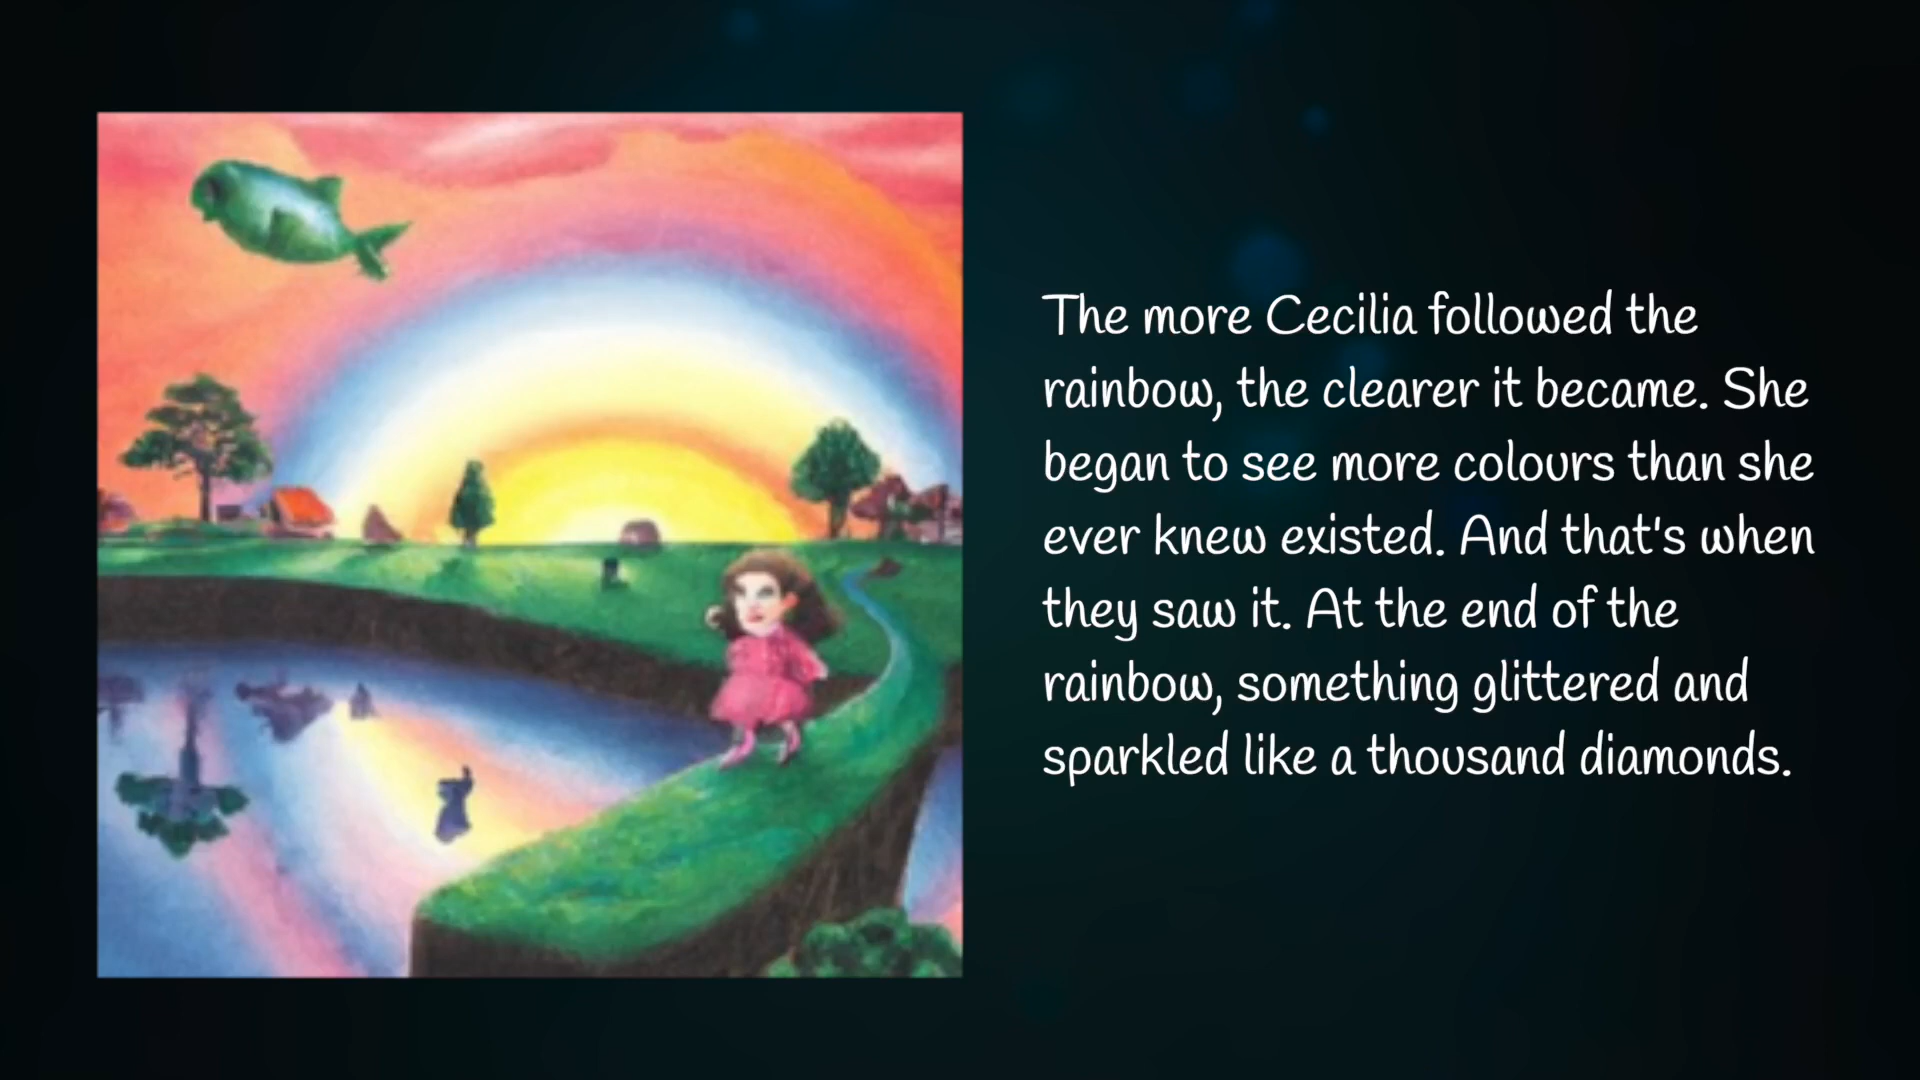 The more Cecilia followed the
rainbow, the clearer it became. She
began to see more colours than she
ever knew existed. And that's when
they saw it. At the end of the
rainbow, something glittered and
sparkled like a thousand diamonds.